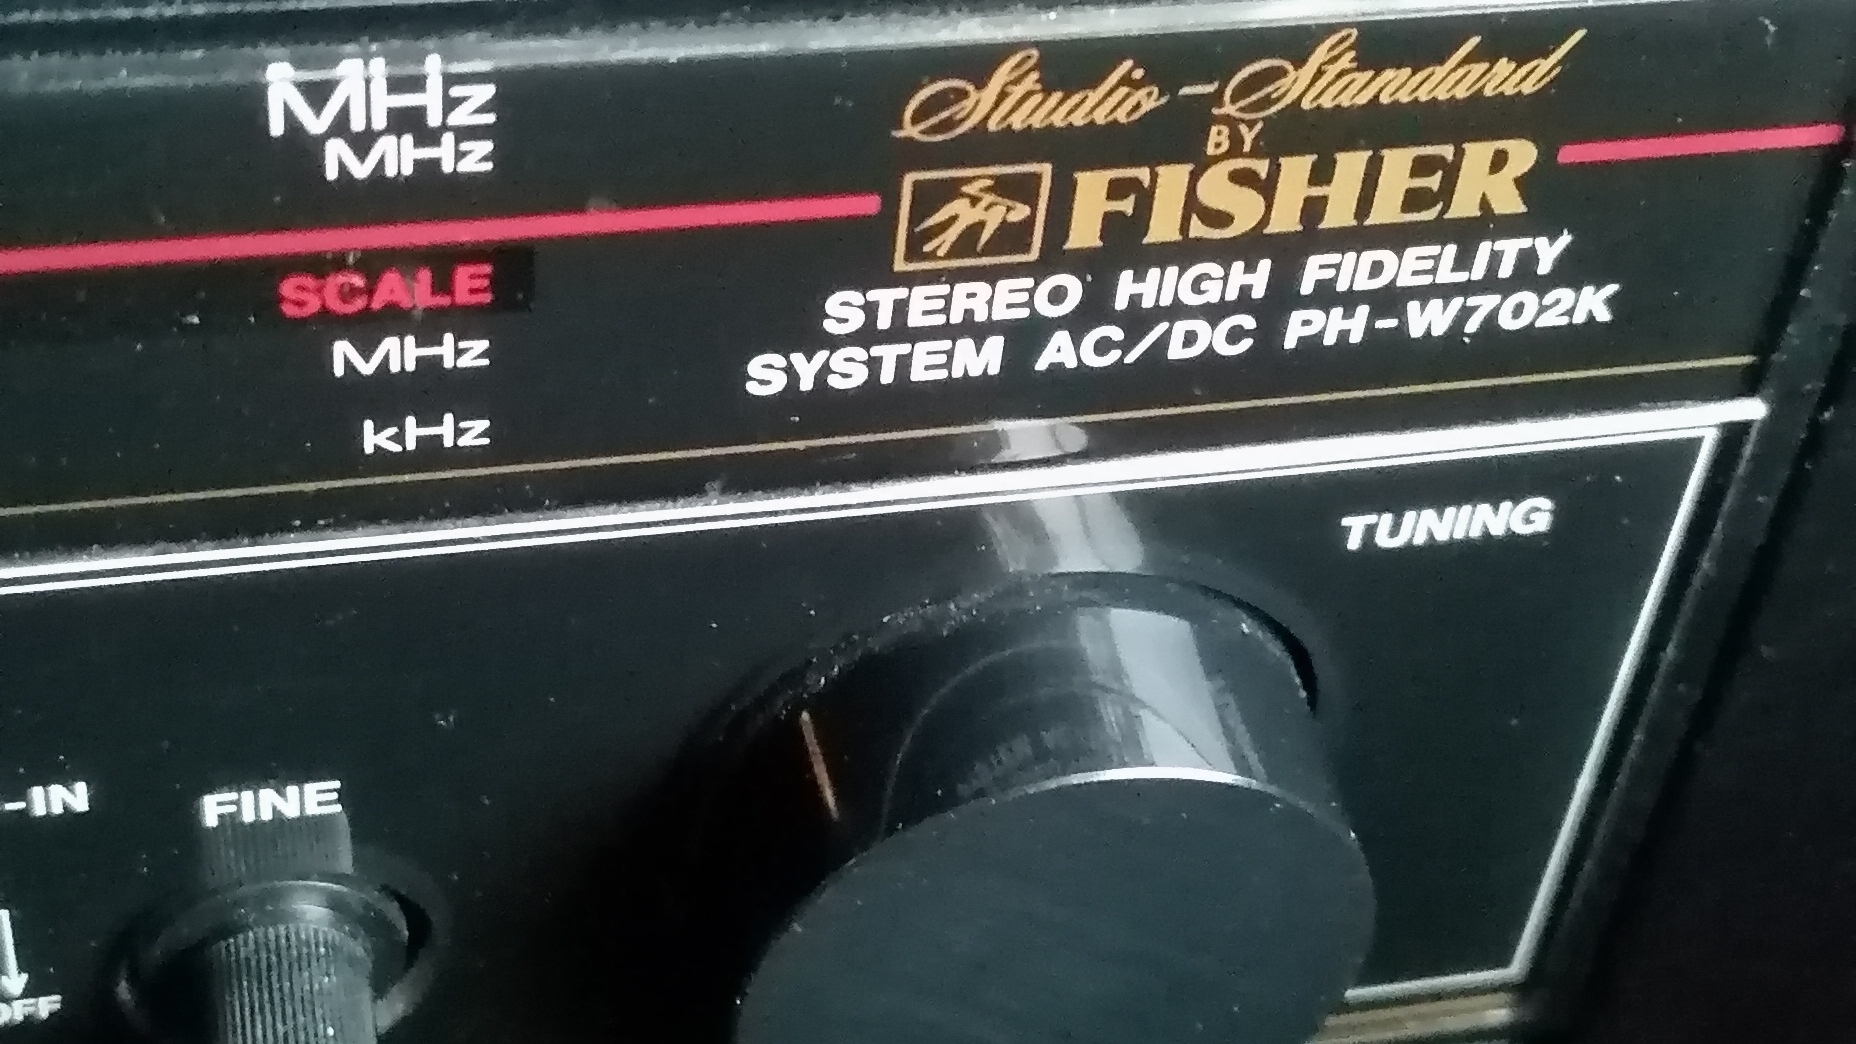 MHz
MHz
SCALE
MHz
kHz
Studio-Standard
BY
FISHER
STEREO HIGH FIDELITY
SYSTEM AC/DC PH-W702K
TUNING
-IN
FINE
OFF